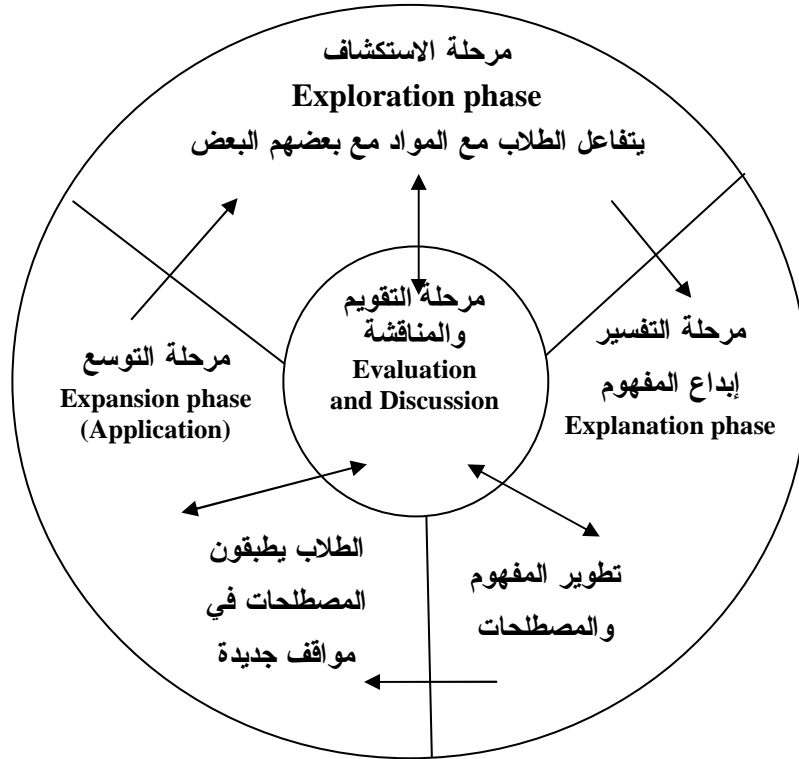 مرحلة الاستكشاف
Exploration phase
يتفاعل الطلاب مع المواد مع بعضهم البعض
مرحلة التقويم
والمناقشة
Evaluation
and Discussion
مرحلة التفسير
إبداع المفهوم
Explanation phase
تطوير المفهوم
والمصطلحات
مرحلة التوسع
Expansion phase
(Application)
الطلاب يطبقون
المصطلحات في
مواقف جديدة